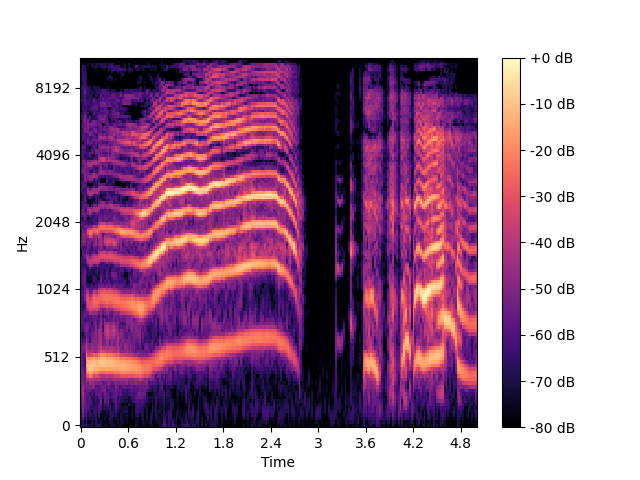 8192
4096
2048
1024
512
0
Hz
0 0.6 1.2 1.8 2.4 3 3.6 4.2 4.8
Time
+0 dB
-10 dB
-20 dB
-30 dB
-40 dB
-50 dB
-60 dB
-70 dB
-80 dB